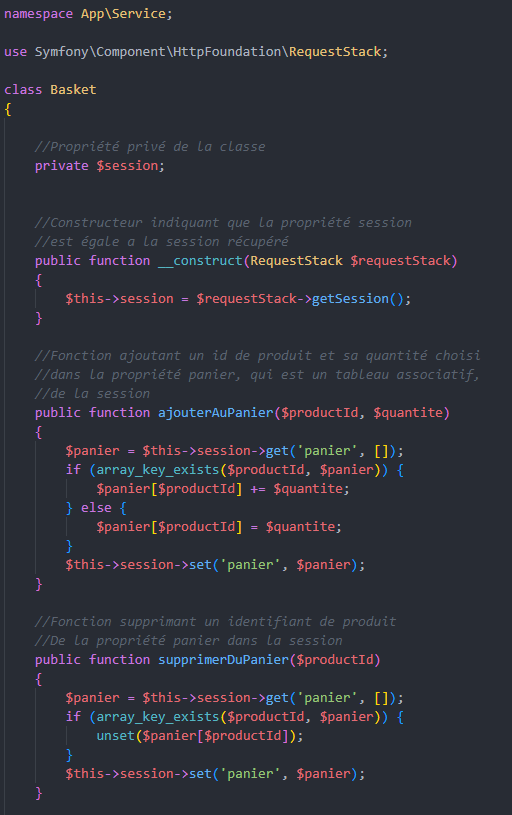 namespace App\Service;
use Symfony\Component\HttpFoundation\RequestStack;
class Basket
{
//Propriété privé de la classe
private $session;
//Constructeur indiquant que la propriété session
//est égale a la session récupéré
public function __construct(RequestStack $requestStack)
{
$this->session = $requestStack->getSession();
}
//Fonction ajoutant un id de produit et sa quantité choisi
//dans la propriété panier, qui est un tableau associatif,
//de la session
public function ajouterAuPanier($productId, $quantite)
{
$panier = $this->session->get('panier', []);
if (array_key_exists($productId, $panier)) {
$panier[$productId] += $quantite;
} else {
$panier[$productId] = $quantite;
}
$this->session->set('panier', $panier);
}
//Fonction supprimant un identifiant de produit
//De la propriété panier dans la session
public function supprimerDuPanier($productId)
{
$panier = $this->session->get('panier', []);
if (array_key_exists($productId, $panier)) {
unset($panier[$productId]);
}
$this->session->set('panier', $panier);
}